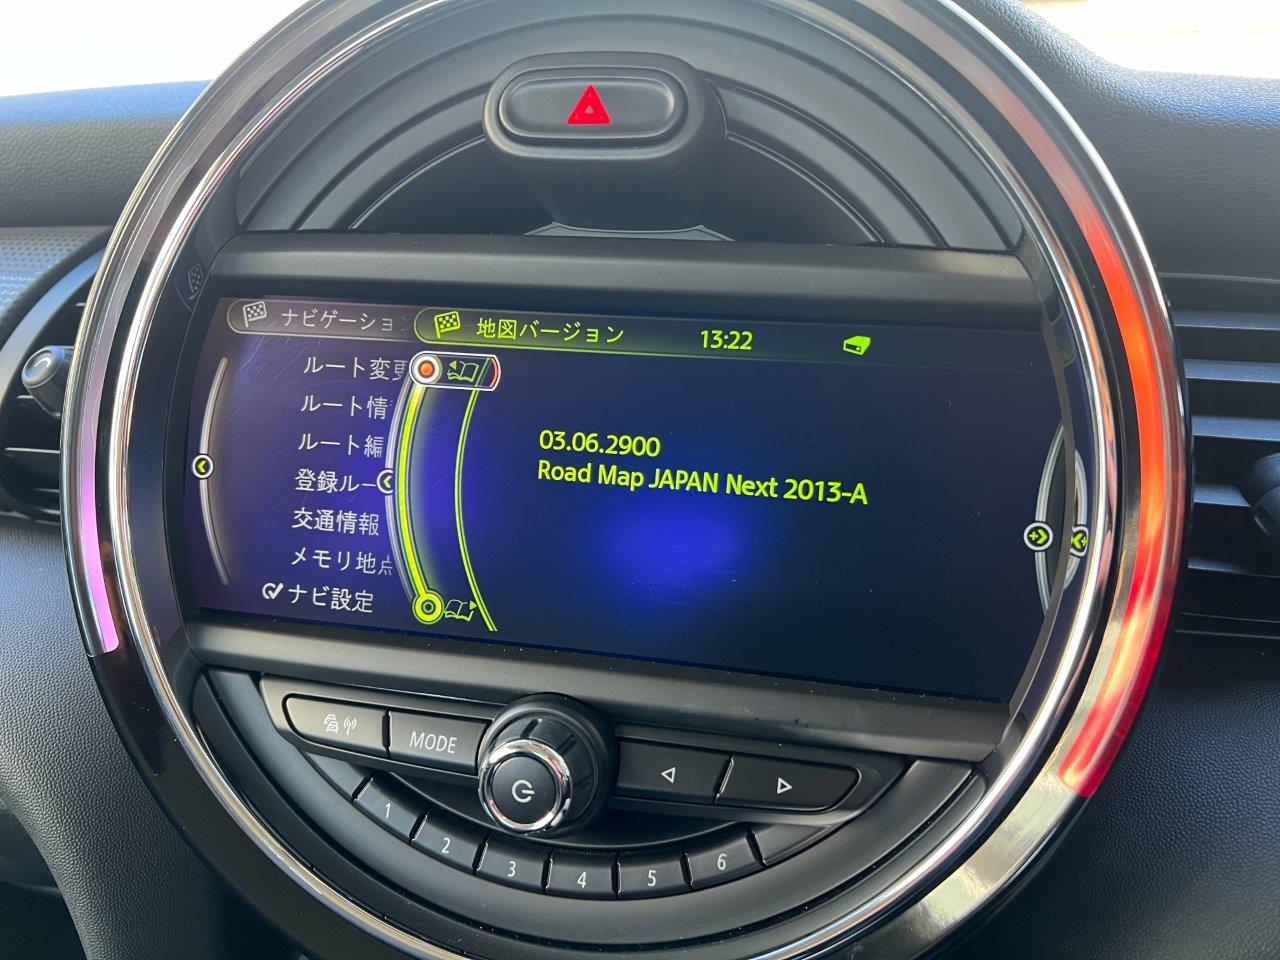 ナビゲーショ
地図バージョン
13:22
ルート変更
ルート情
ルート編
登録ルー
交通情報
メモリ地点
ナビ設定
03.06.2900
Road Map JAPAN Next 2013-A
MODE
1
2
3
4
5
6